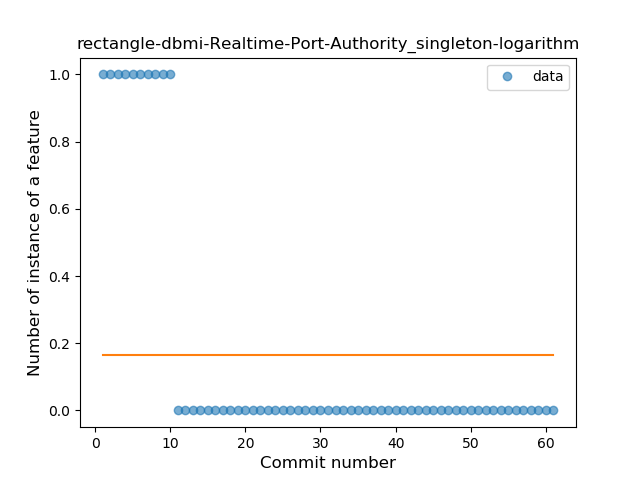 rectangle-dbmi-Realtime-Port-Authority_singleton-logarithm
data
Number of instance of a feature
1.0
0.8
0.6
0.4
0.2
0.0
0 10 20 30 40 50 60
Commit number